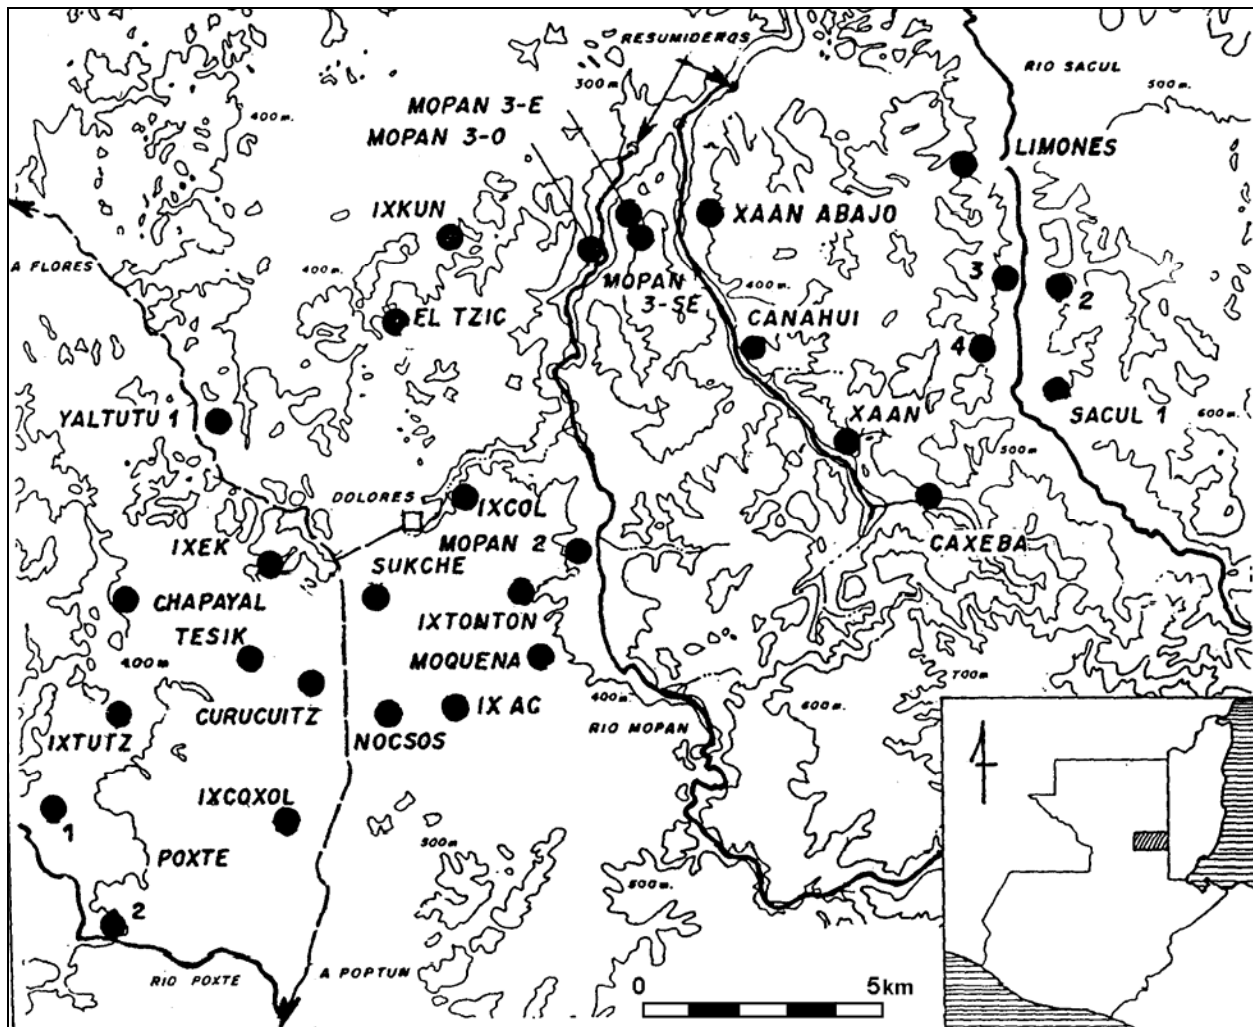 RESUMIDEROS
RIO SACUL
300m.
500m.
MOPAN 3-E
400m.
MOPAN 3-O
LIMONES
IXKUN
XAAN ABAJO
A FLORES
400m.
MOPAN
3-SE
3
2
400m.
EL TZIC
CANAHUI
4
YALTUTU 1
XAAN
SACUL 1
600m.
500m
DOLORES
IXCOL
IXEK
MOPAN 2
CAXEBA
SUKCHE
CHAPAYAL
IXTONTON
TESIK
MOQUENA
400m
700m
CURUCUITZ
IX AC
400m.
600m.
IXTUTZ
NOCSOS
RIO MOPAN
IXCOXOL
1
POXTE
500m.
500m.
2
RIO POXTE
A POPTUN
0
5km